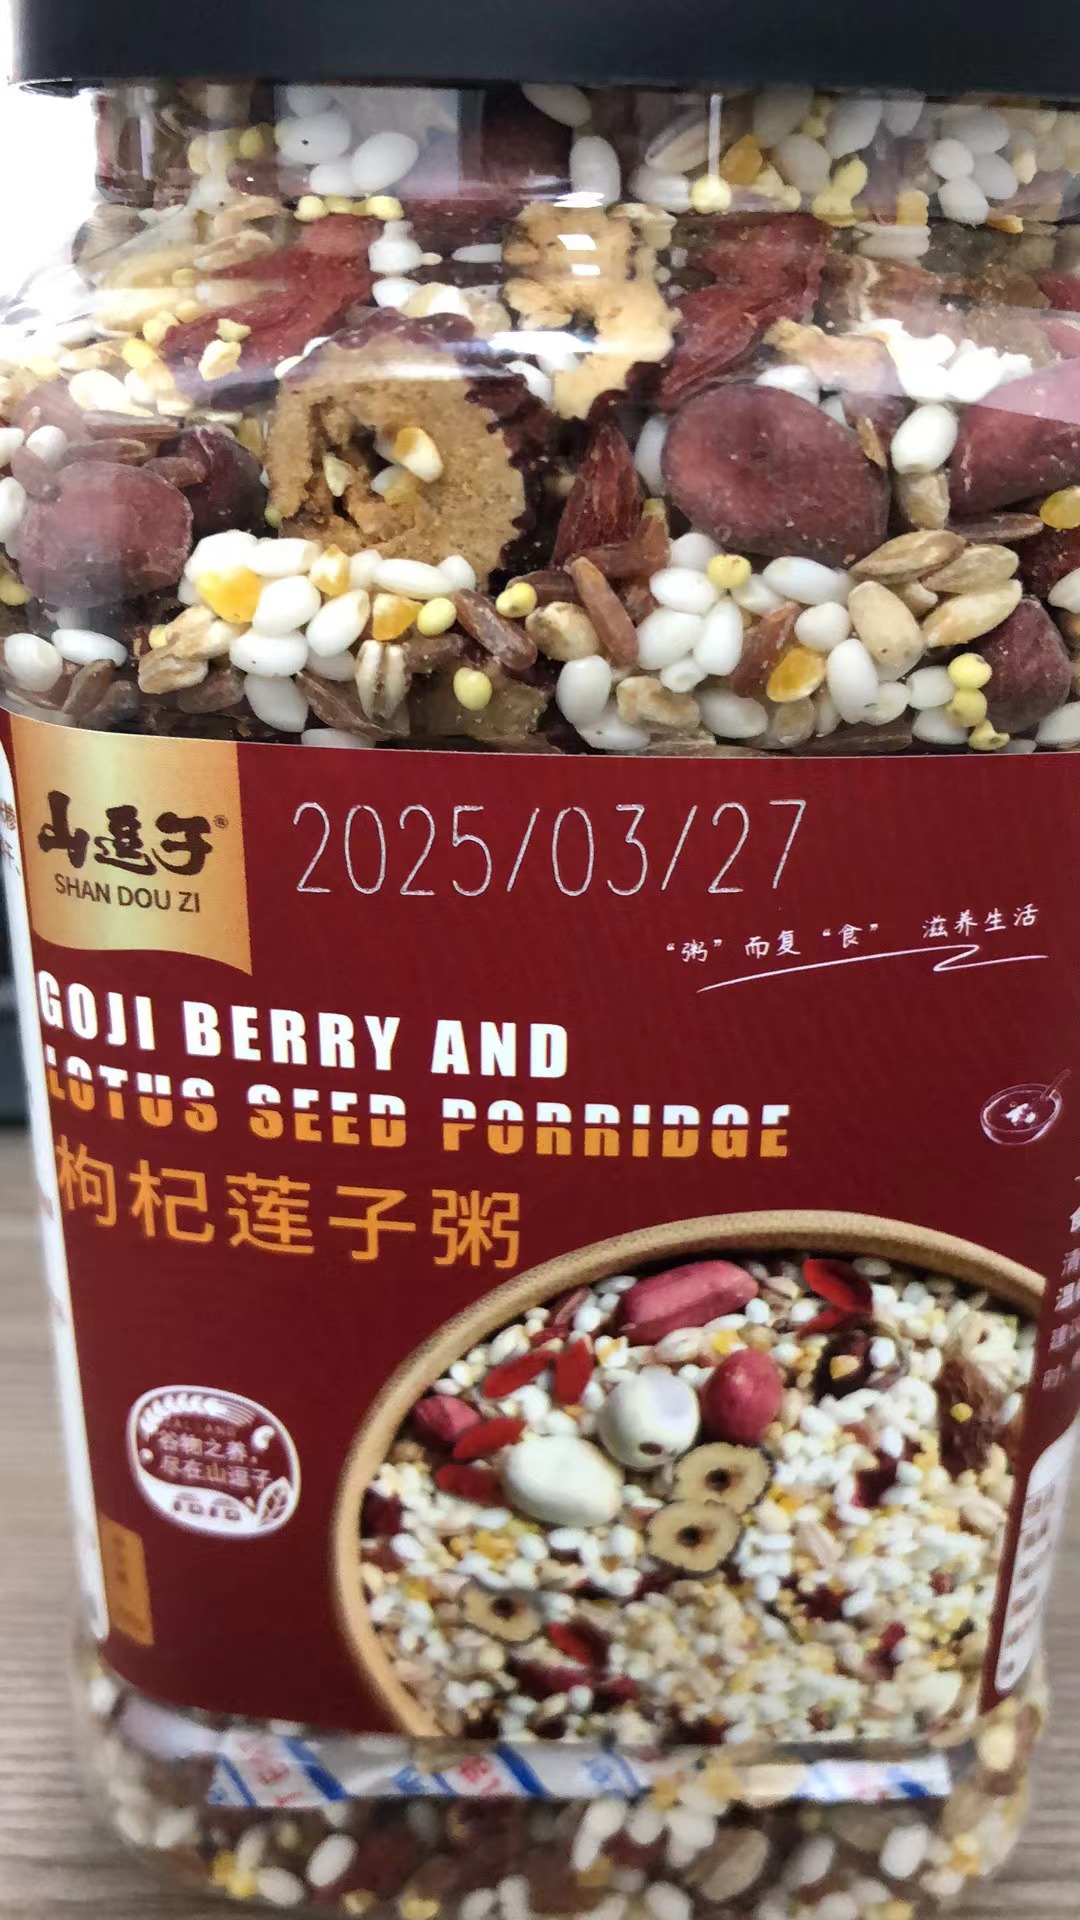 山逗子®
SHAN DOU ZI
2025/03/27
“粥”而复“食” 滋养生活
GOJI BERRY AND
LOTUS SEED PORRIDGE
枸杞莲子粥
谷物之养
尽在山逗子